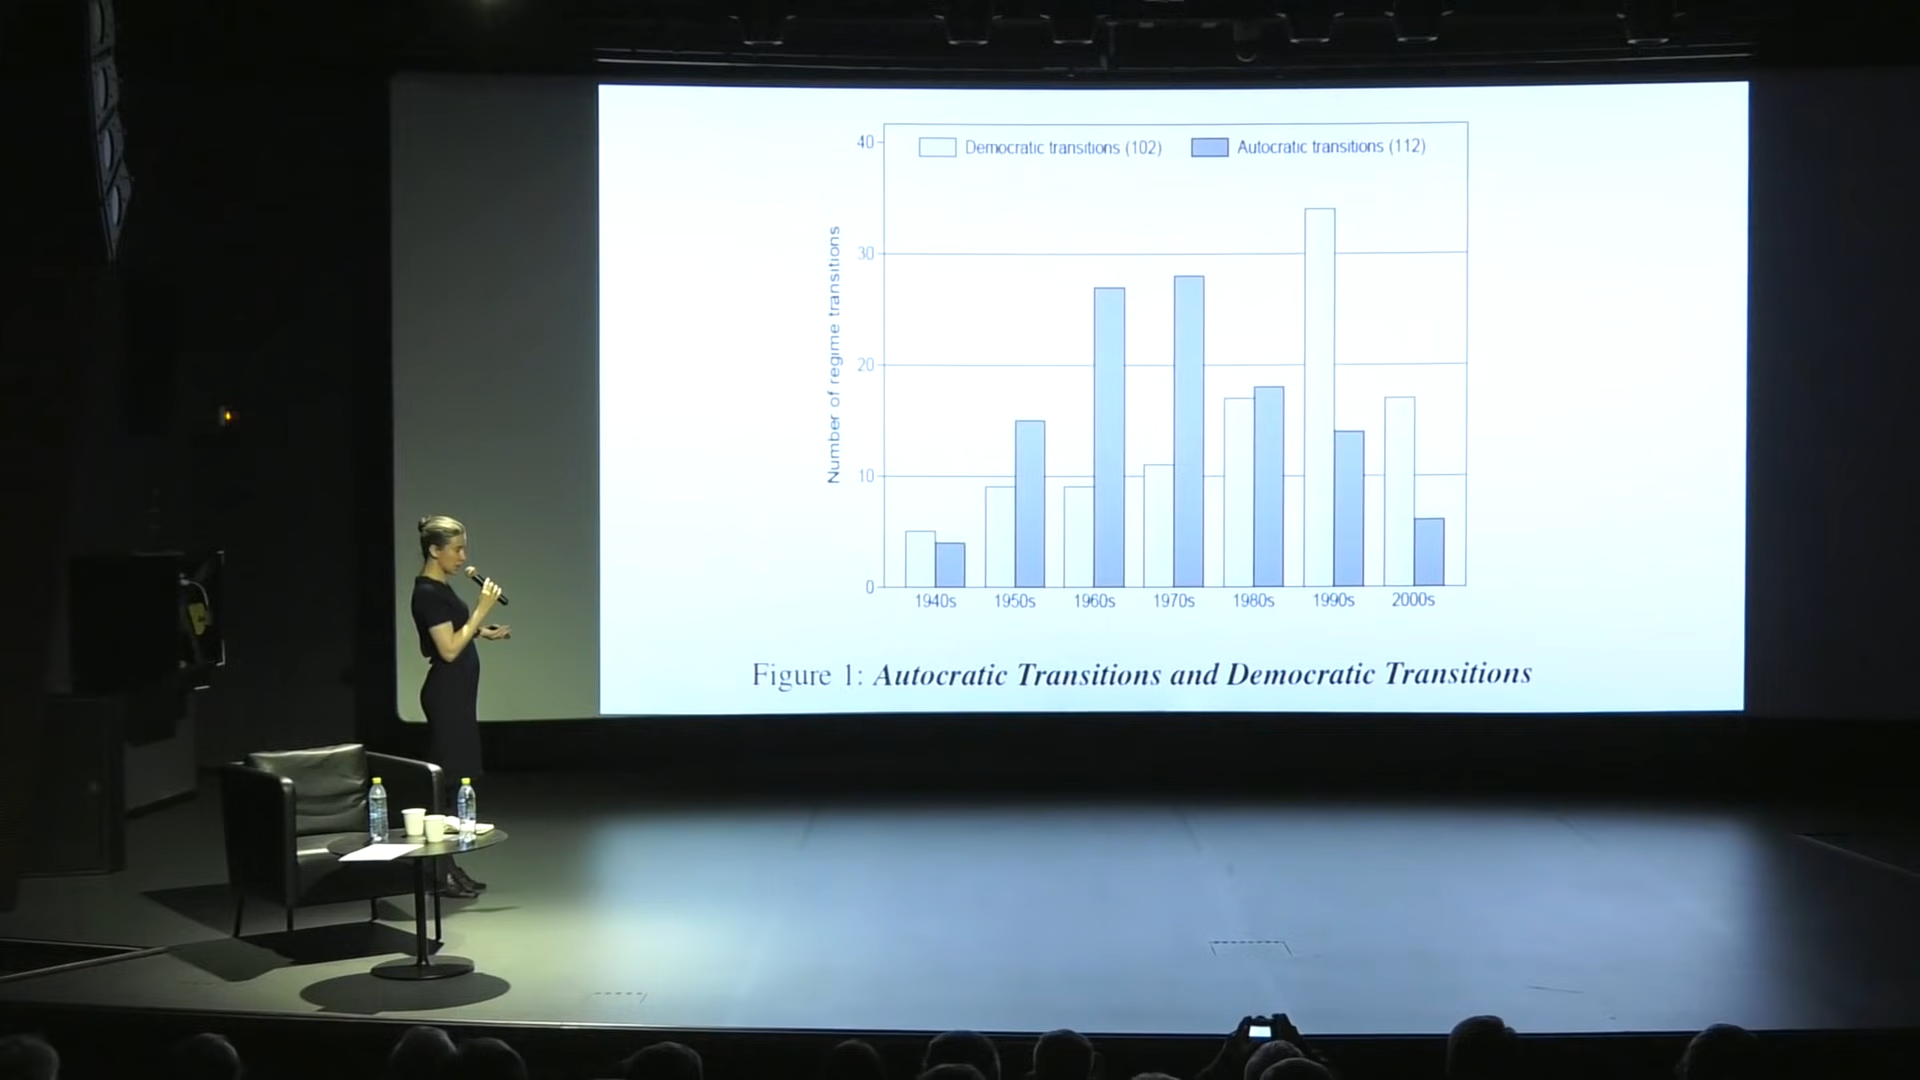 40
Democratic transitions (102)
Autocratic transitions (112)
30
20
10
0
Number of regime transitions
1940s 1950s 1960s 1970s 1980s 1990s 2000s
Figure 1: Autocratic Transitions and Democratic Transitions